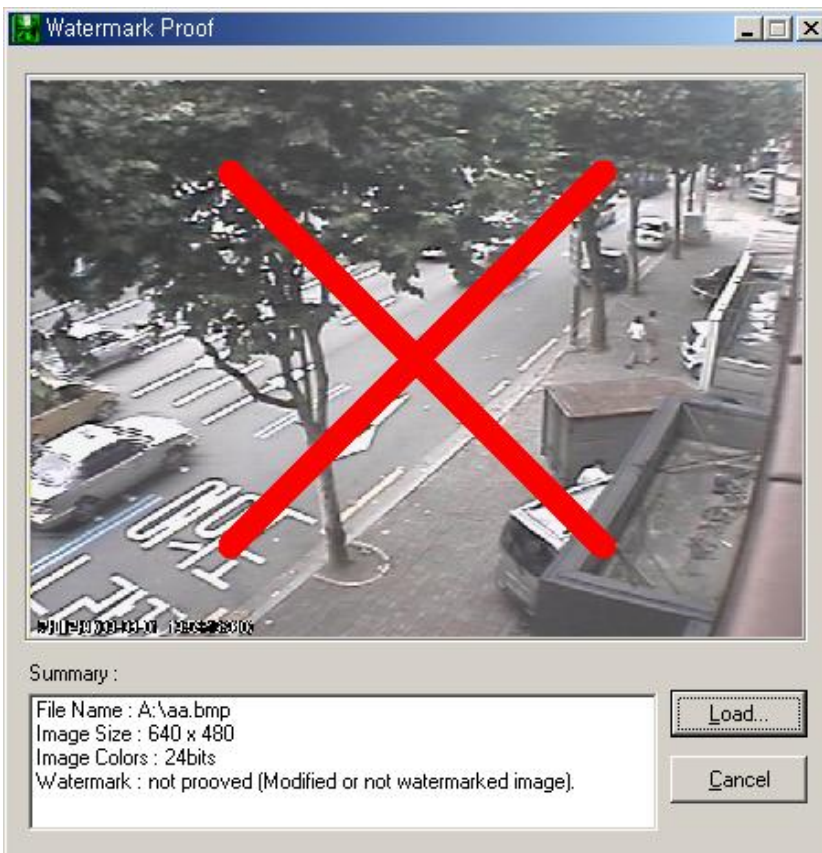 Watermark Proof
Summary :
File Name : A:\aa.bmp
Image Size : 640 x 480
Image Colors : 24bits
Watermark : not prooved (Modified or not watermarked image).
Load...
Cancel